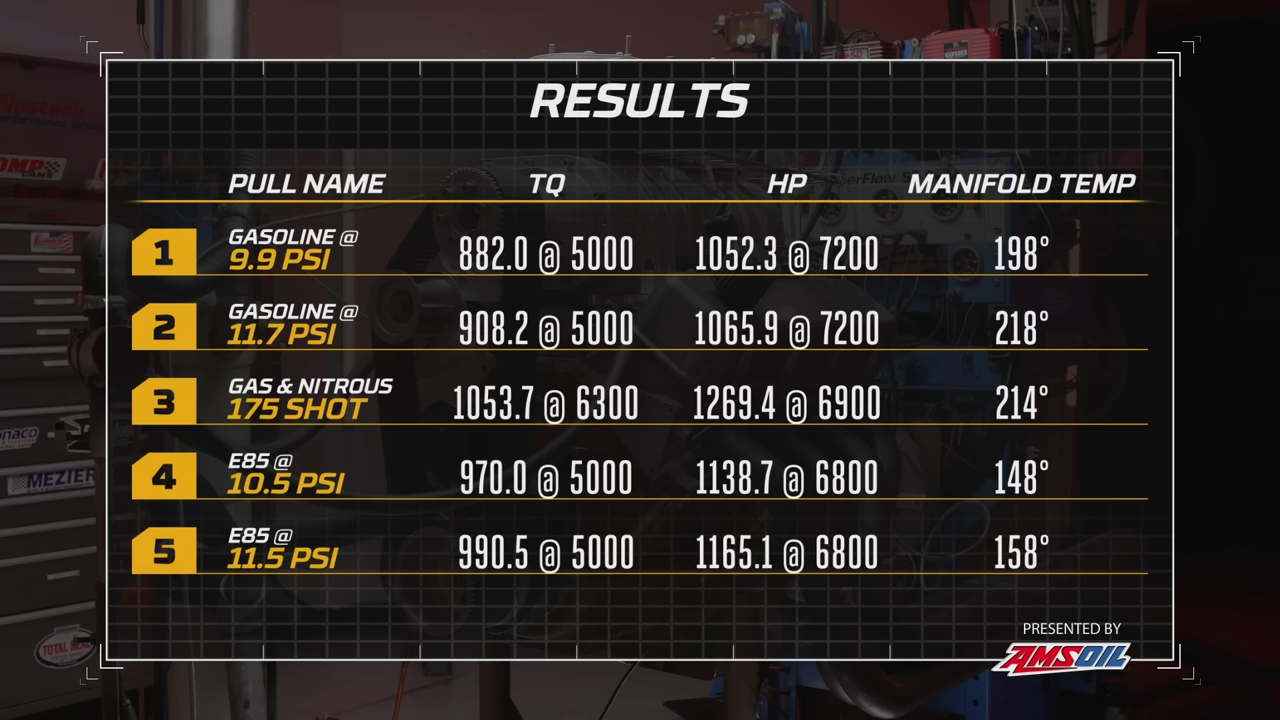 RESULTS
PULL NAME TQ HP MANIFOLD TEMP
1 GASOLINE @ 9.9 PSI 882.0 @ 5000 1052.3 @ 7200 198°
2 GASOLINE @ 11.7 PSI 908.2 @ 5000 1065.9 @ 7200 218°
3 GAS & NITROUS 175 SHOT 1053.7 @ 6300 1269.4 @ 6900 214°
4 E85 @ 10.5 PSI 970.0 @ 5000 1138.7 @ 6800 148°
5 E85 @ 11.5 PSI 990.5 @ 5000 1165.1 @ 6800 158°
PRESENTED BY
AMSOIL
Westech
MEZIER
TOTAL SEAL